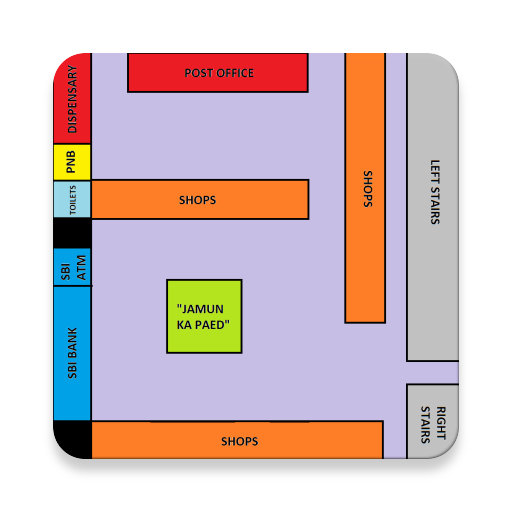 POST OFFICE
DISPENSARY
PNB
TOILETS
SHOPS
SHOPS
LEFT STAIRS
SBI
ATM
"JAMUN
KA PAED"
SBI BANK
SHOPS
RIGHT
STAIRS